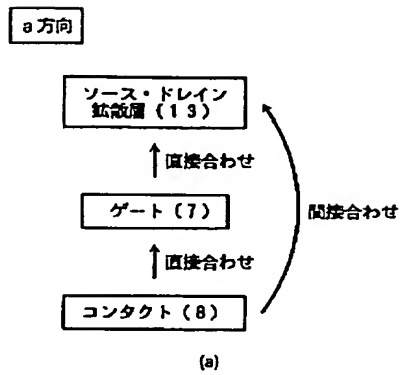 a方向
ソース・ドレイン
拡散層(13)
直接合わせ
ゲート(7)
間接合わせ
直接合わせ
コンタクト(8)
(a)